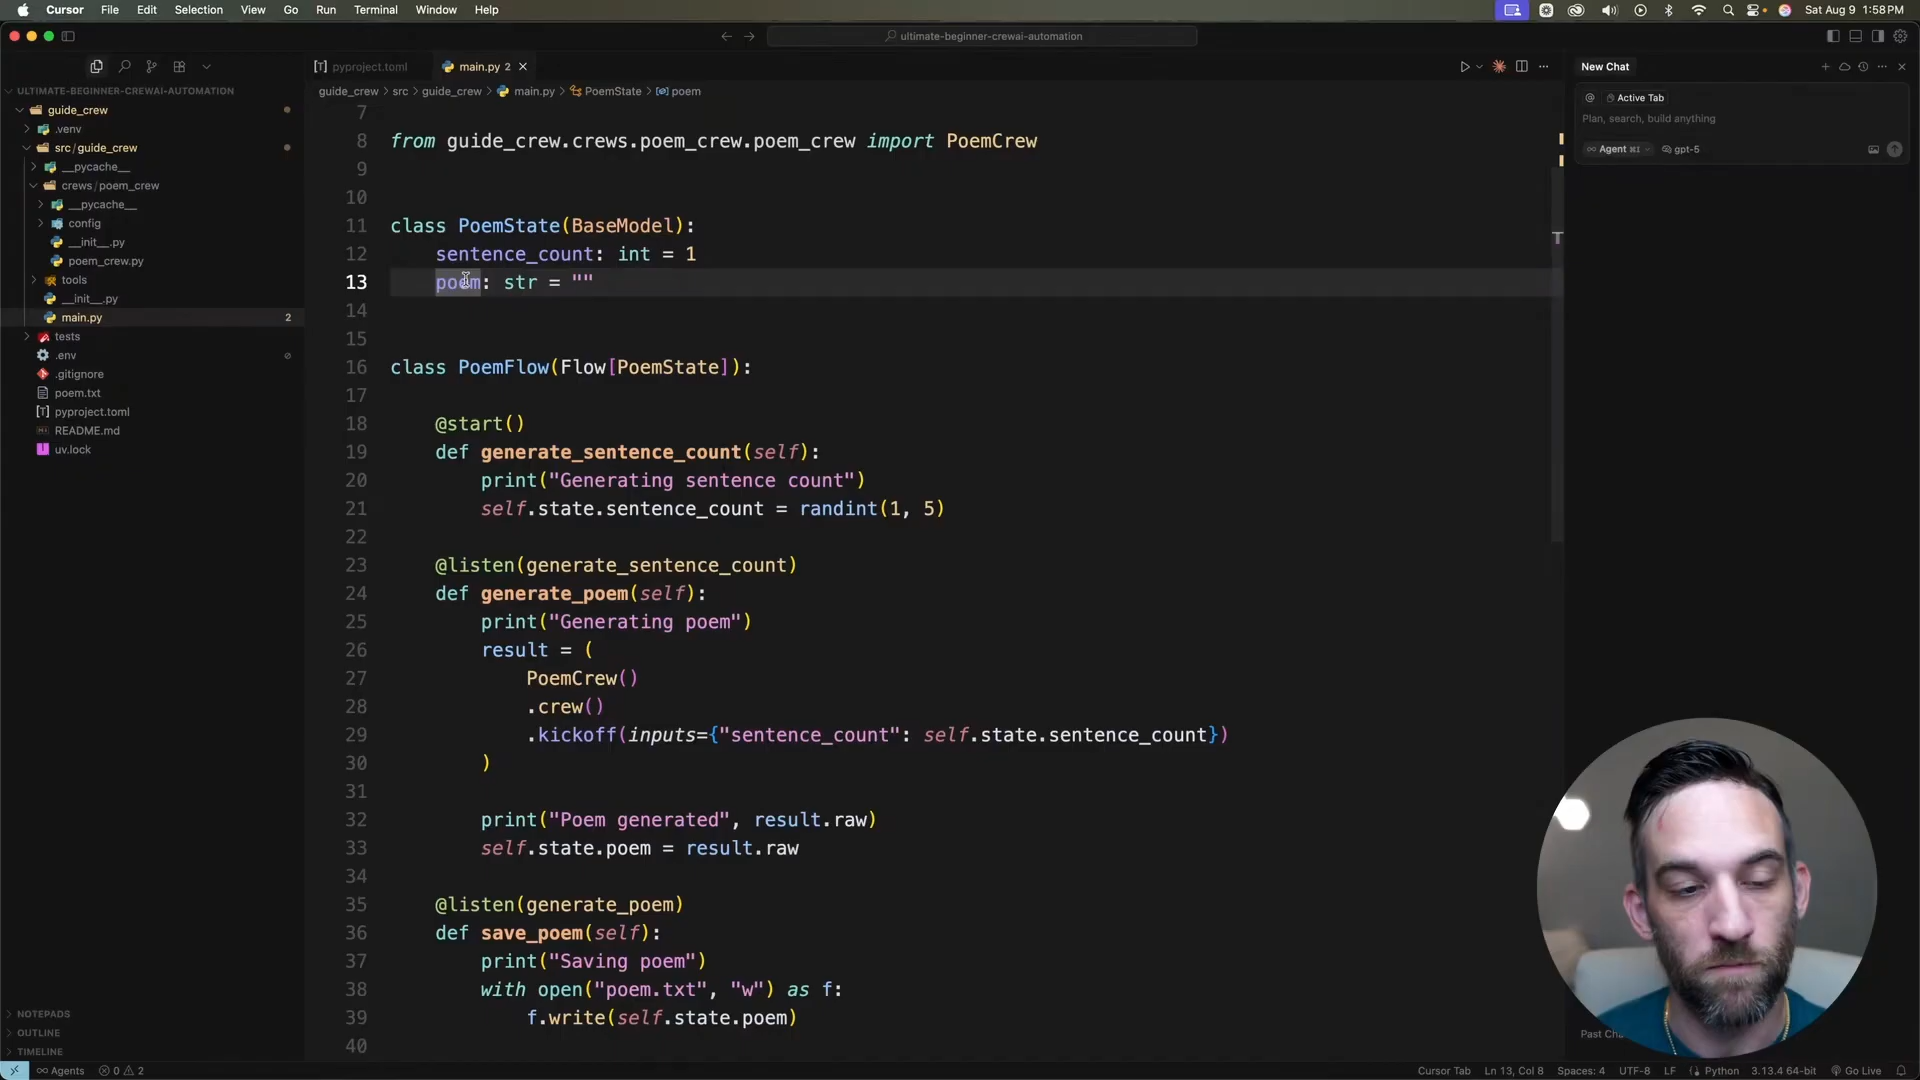 Cursor File Edit Selection View Go Run Terminal Window Help Sat Aug 9 1:58 PM
ultimate-beginner-crewai-automation
pyproject.toml main.py 2
New Chat
ULTIMATE-BEGINNER-CREWAI-AUTOMATION
guide_crew
.venv
src/guide_crew
__pycache__
crews/poem_crew
__pycache__
config
__init__.py
poem_crew.py
tools
__init__.py
main.py 2
tests
.env
.gitignore
poem.txt
pyproject.toml
README.md
uv.lock
NOTEPADS
OUTLINE
TIMELINE
guide_crew > src > guide_crew > main.py > PoemState > poem
7
8 from guide_crew.crews.poem_crew.poem_crew import PoemCrew
9
10
11 class PoemState(BaseModel):
12 sentence_count: int = 1
13 poem: str = ""
14
15
16 class PoemFlow(Flow[PoemState]):
17
18 @start()
19 def generate_sentence_count(self):
20 print("Generating sentence count")
21 self.state.sentence_count = randint(1, 5)
22
23 @listen(generate_sentence_count)
24 def generate_poem(self):
25 print("Generating poem")
26 result = (
27 PoemCrew()
28 .crew()
29 .kickoff(inputs={"sentence_count": self.state.sentence_count})
30 )
31
32 print("Poem generated", result.raw)
33 self.state.poem = result.raw
34
35 @listen(generate_poem)
36 def save_poem(self):
37 print("Saving poem")
38 with open("poem.txt", "w") as f:
39 f.write(self.state.poem)
40
@ Active Tab
Plan, search, build anything
Agent ⌘I gpt-5
Past Cha
Agents 0 2 Cursor Tab Ln 13, Col 8 Spaces: 4 UTF-8 LF Python 3.13.4 64-bit Go Live